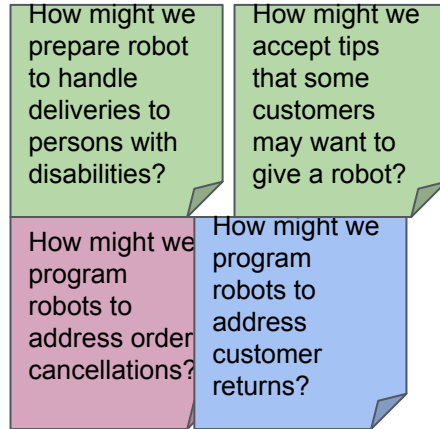 How might we
prepare robot
to handle
deliveries to
persons with
disabilities?
How might we
accept tips
that some
customers
may want to
give a robot?
How might we
program
robots to
address order
cancellations?
How might we
program
robots to
address
customer
returns?